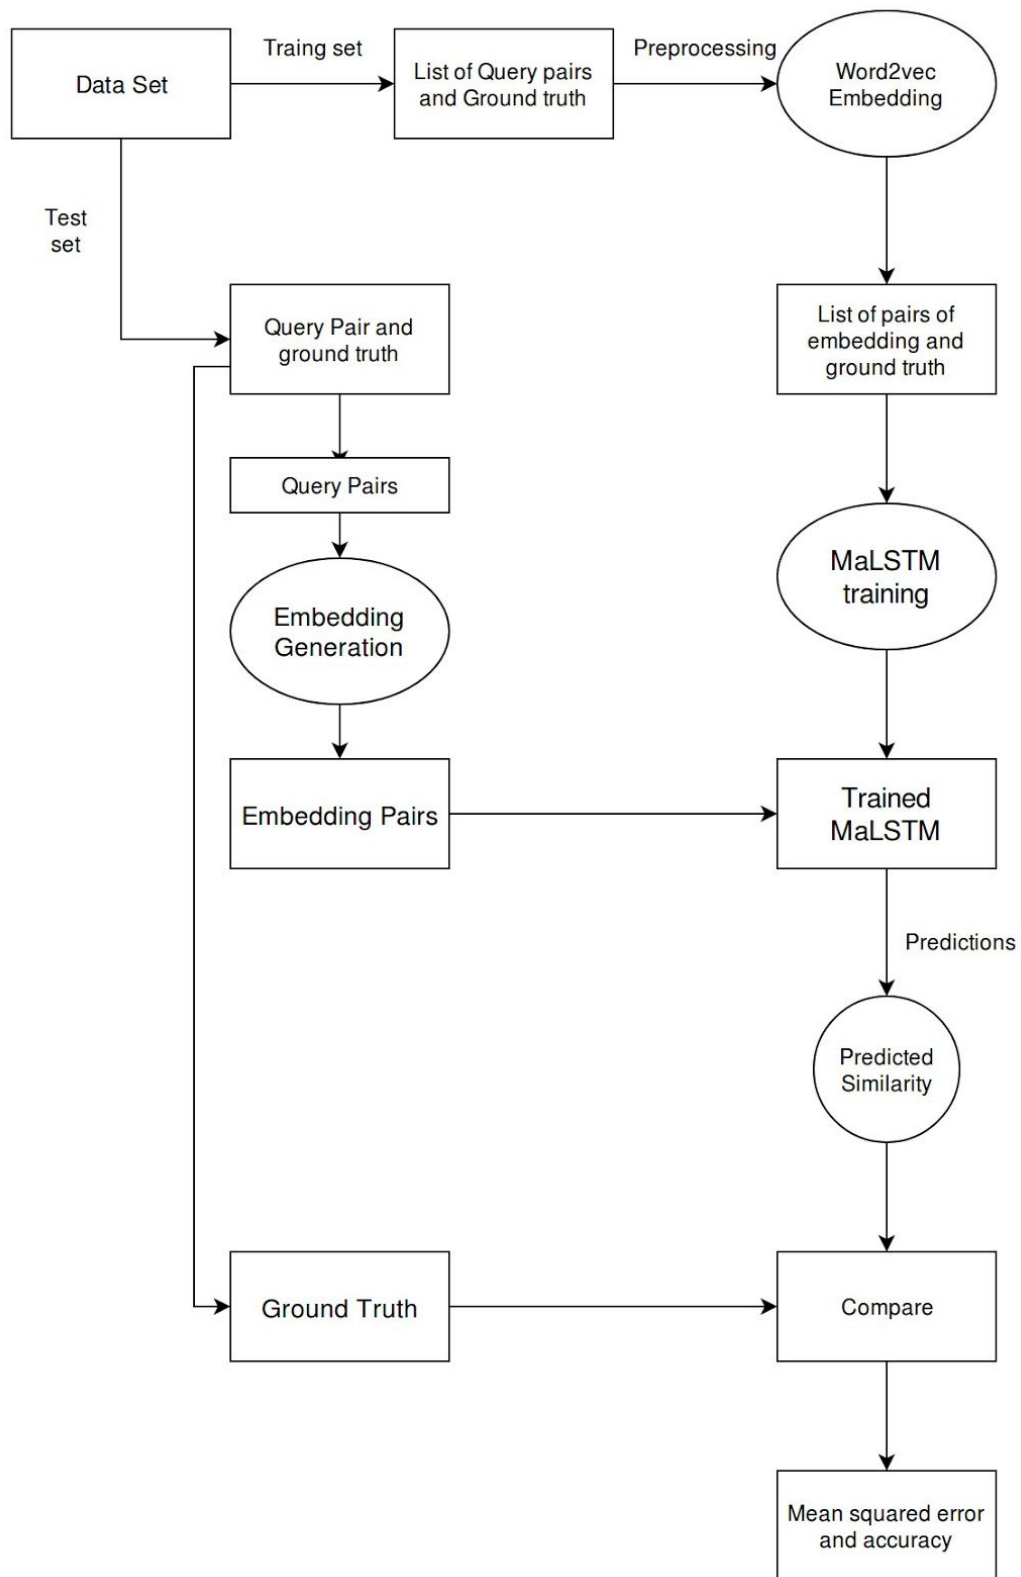 Data Set
Traing set
List of Query pairs
and Ground truth
Preprocessing
Word2vec
Embedding
Test
set
Query Pair and
ground truth
List of pairs of
embedding and
ground truth
Query Pairs
Embedding
Generation
MaLSTM
training
Embedding Pairs
Trained
MaLSTM
Predictions
Predicted
Similarity
Ground Truth
Compare
Mean squared error
and accuracy